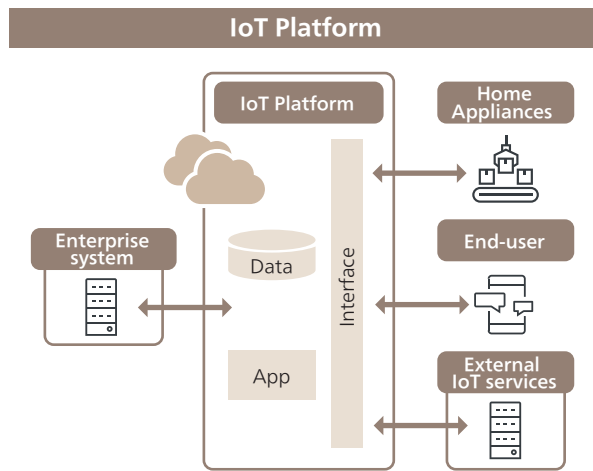 IoT Platform
IoT Platform
Home
Appliances
Enterprise
system
Data
App
Interface
End-user
External
IoT services